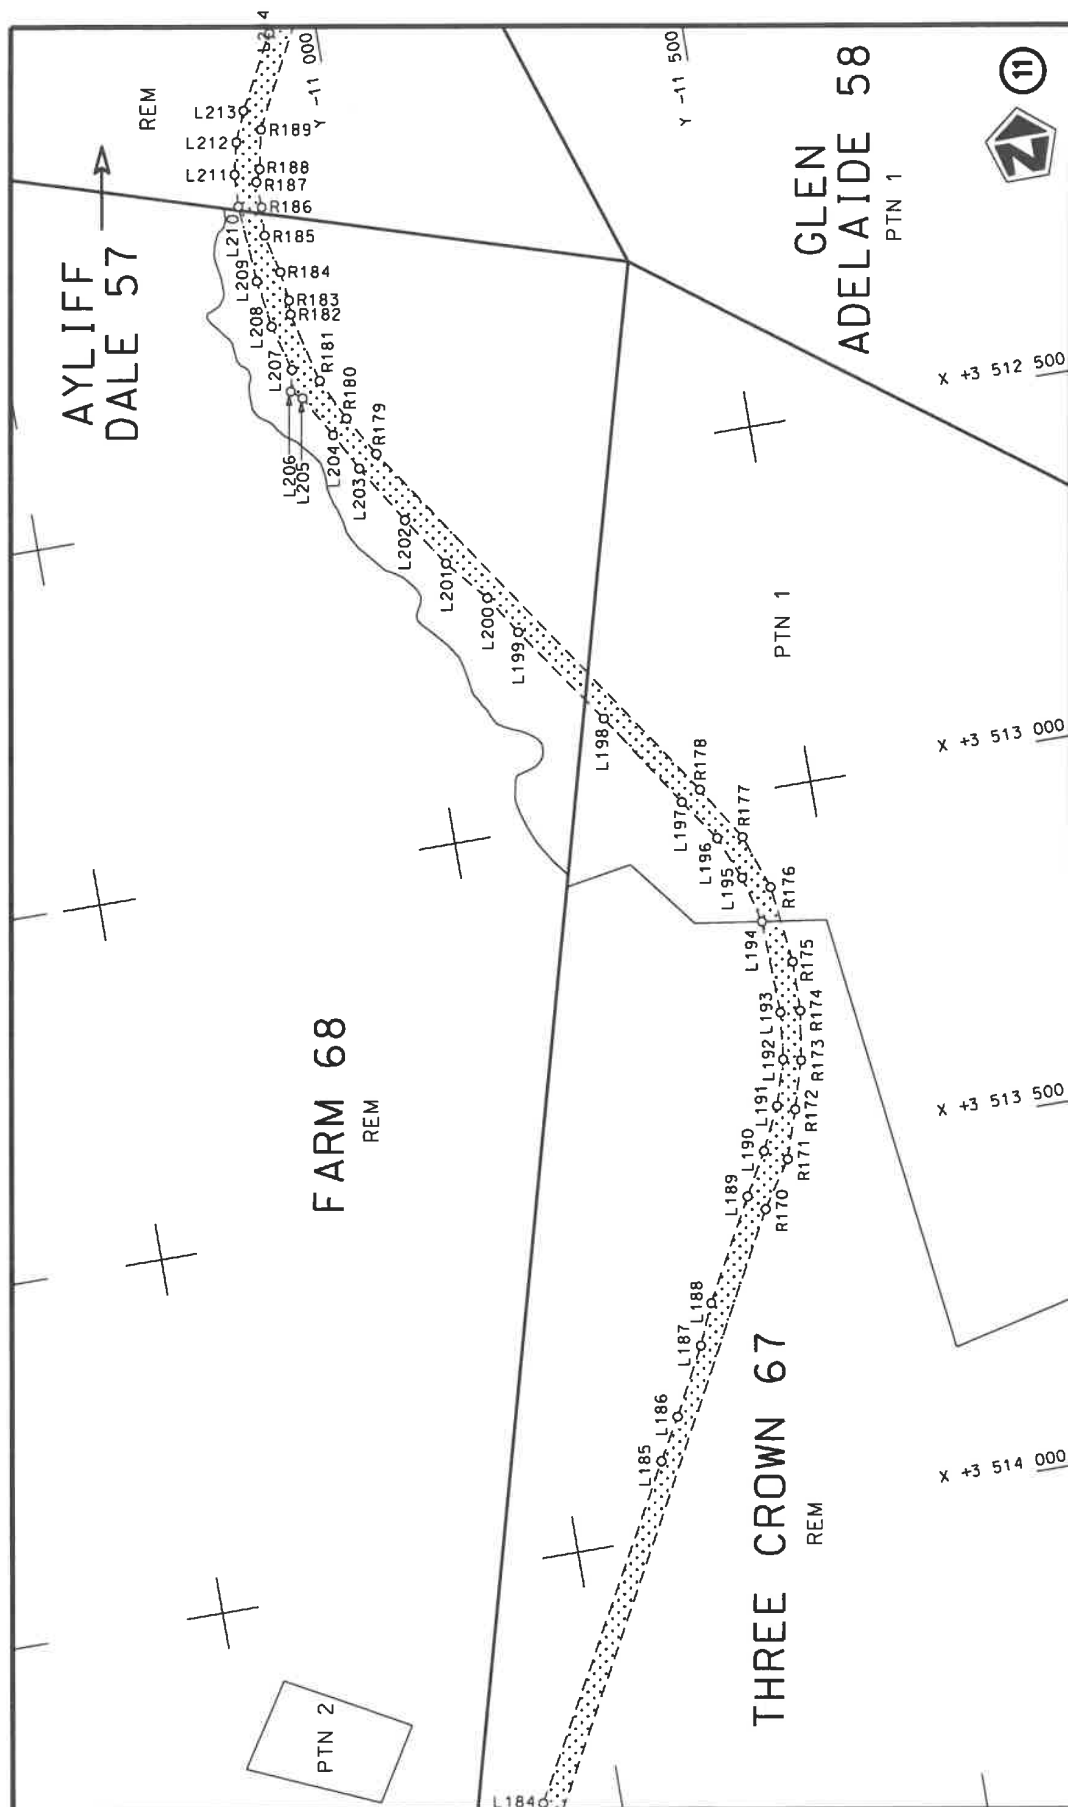 L214
REM
L213
L212
L211
L210
L209
L208
L207
L206
L205
L204
L203
L202
L201
L200
L199
L198
L197
L196
L195
L194
L193
L192
L191
L190
L189
L188
L187
L186
L185
L184
R189
R188
R187
R186
R185
R184
R183
R182
R181
R180
R179
R178
R177
R176
R175
R174
R173
R172
R171
R170
Y -11 000
Y -11 500
AYLIFF
DALE 57
GLEN
ADELAIDE 58
PTN 1
11
X +3 512 500
PTN 1
X +3 513 000
X +3 513 500
X +3 514 000
FARM 68
REM
THREE CROWN 67
REM
PTN 2